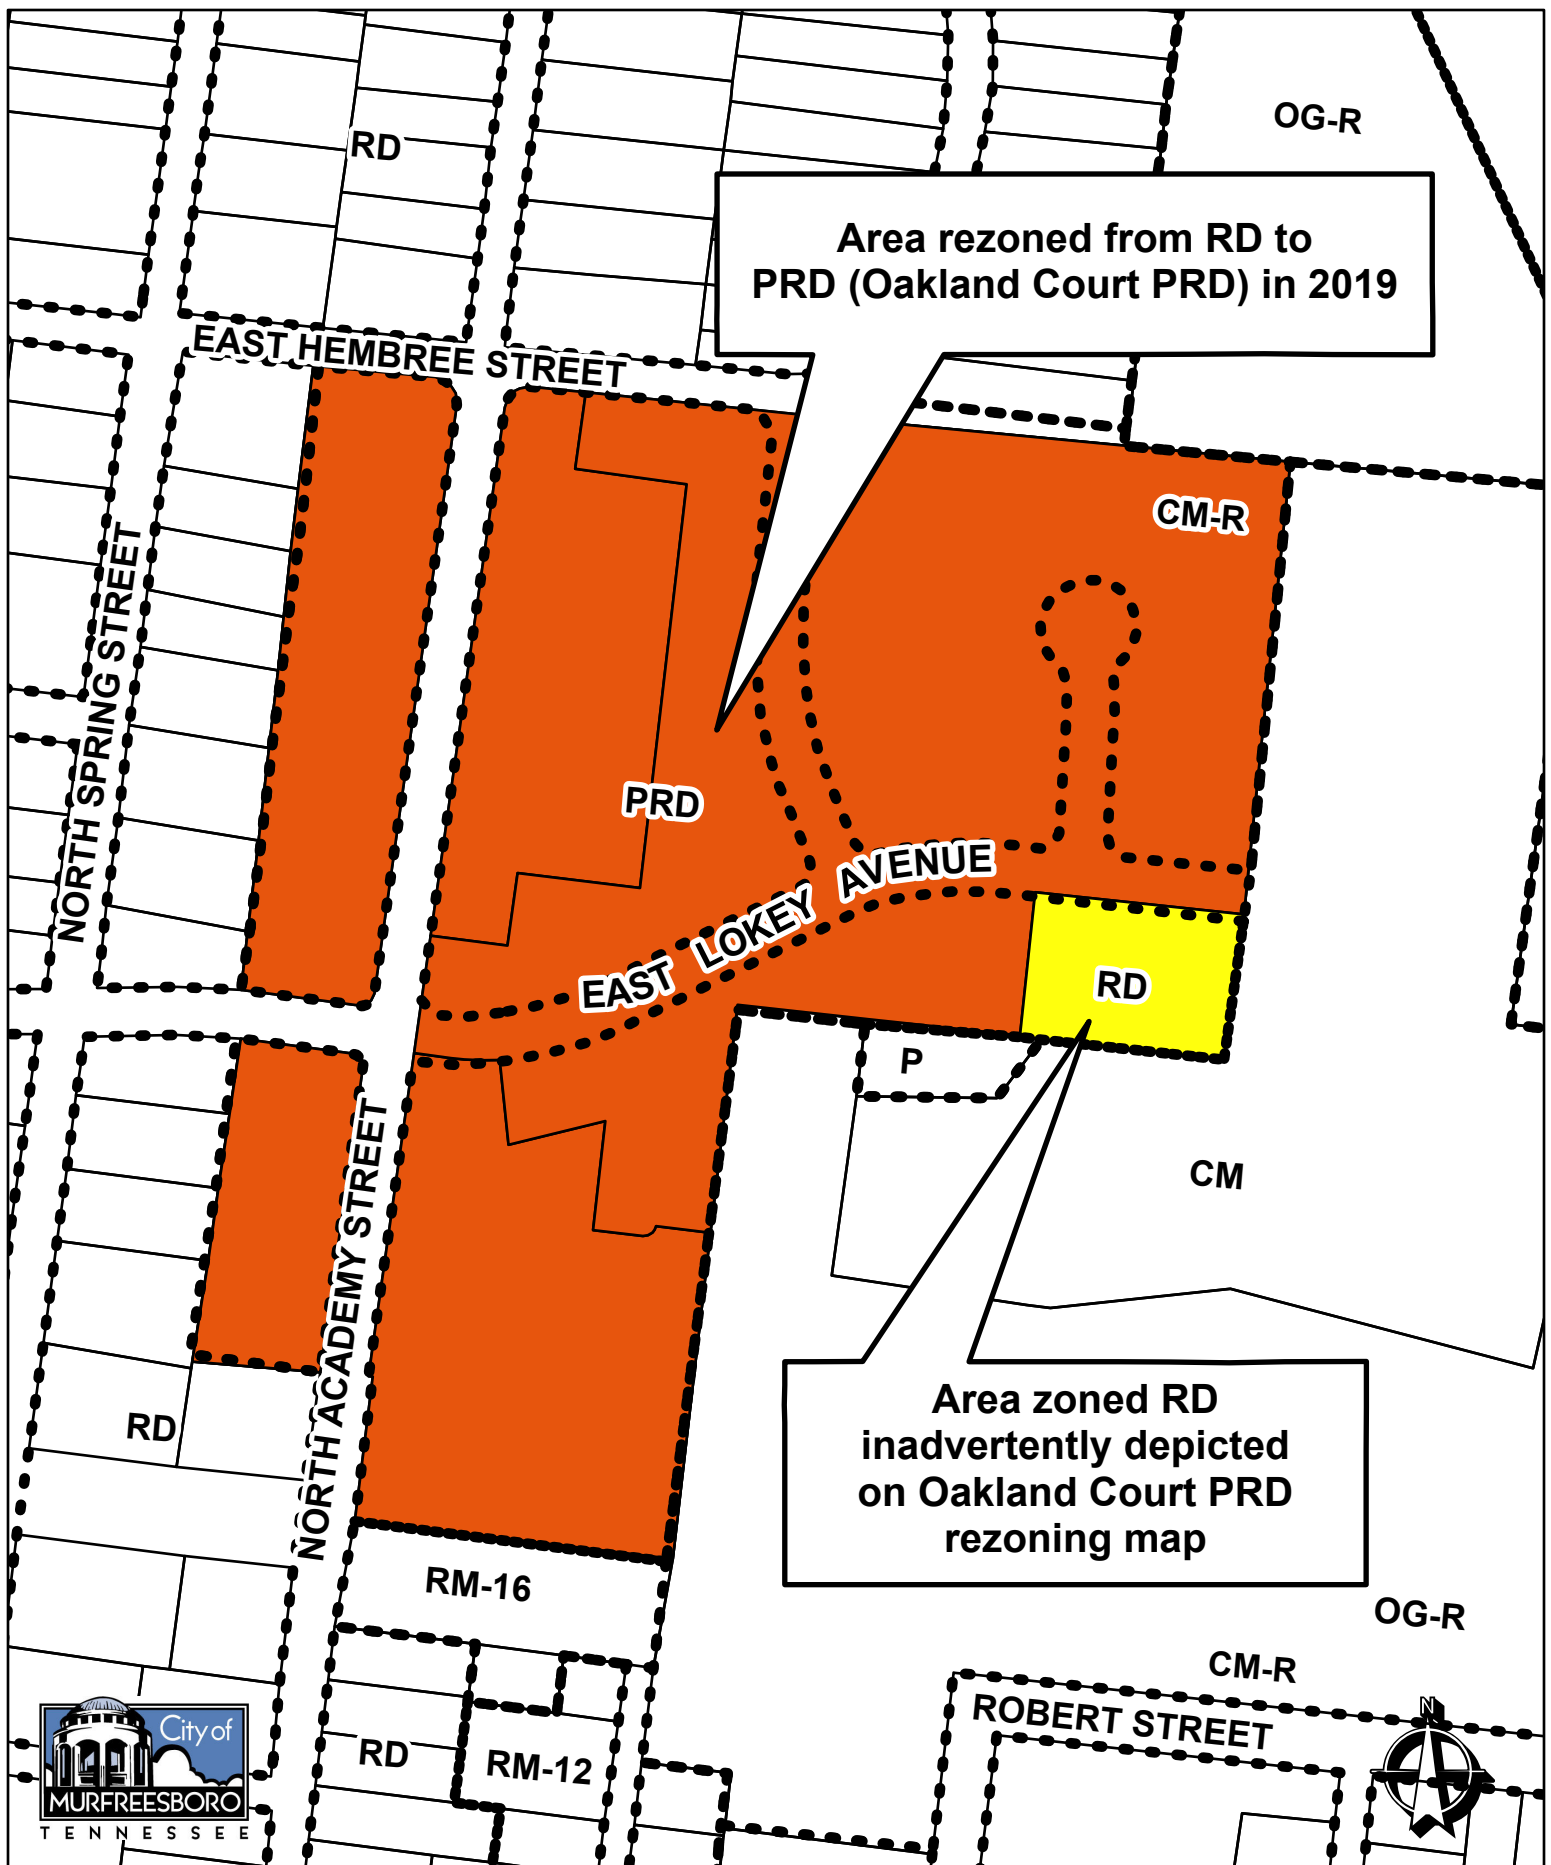 OG-R
RD
Area rezoned from RD to
PRD (Oakland Court PRD) in 2019
EAST HEMBREE STREET
CM-R
NORTH SPRING STREET
PRD
EAST LOKEY AVENUE
RD
P
NORTH ACADEMY STREET
CM
Area zoned RD
inadvertently depicted
on Oakland Court PRD
rezoning map
RD
RM-16
OG-R
CM-R
ROBERT STREET
N
RD
RM-12
City of
MURFREESBORO
TENNESSEE